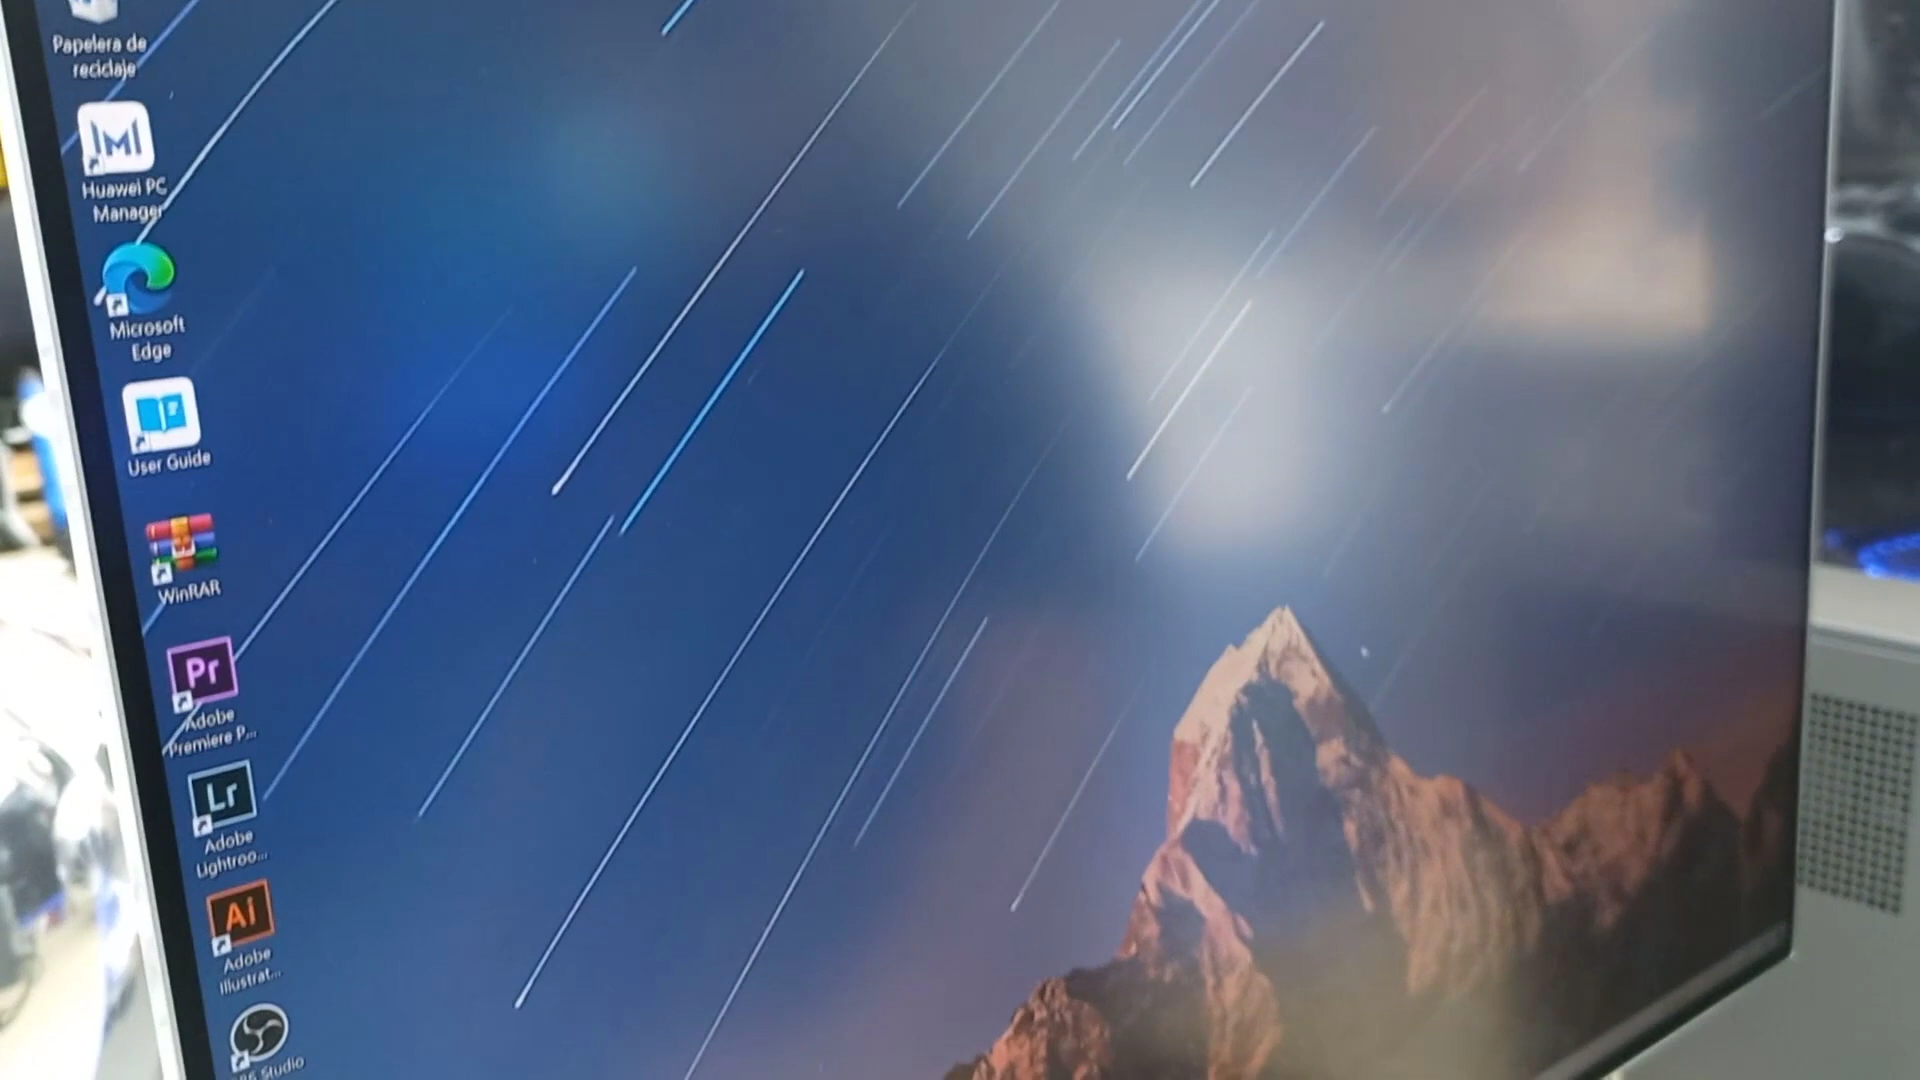 Papelera de
reciclaje
Huawei PC
Manager
Microsoft
Edge
User Guide
WinRAR
Pr
Adobe
Premiere P...
Lr
Adobe
Lightroo...
Ai
Adobe
Illustrat...
Studio